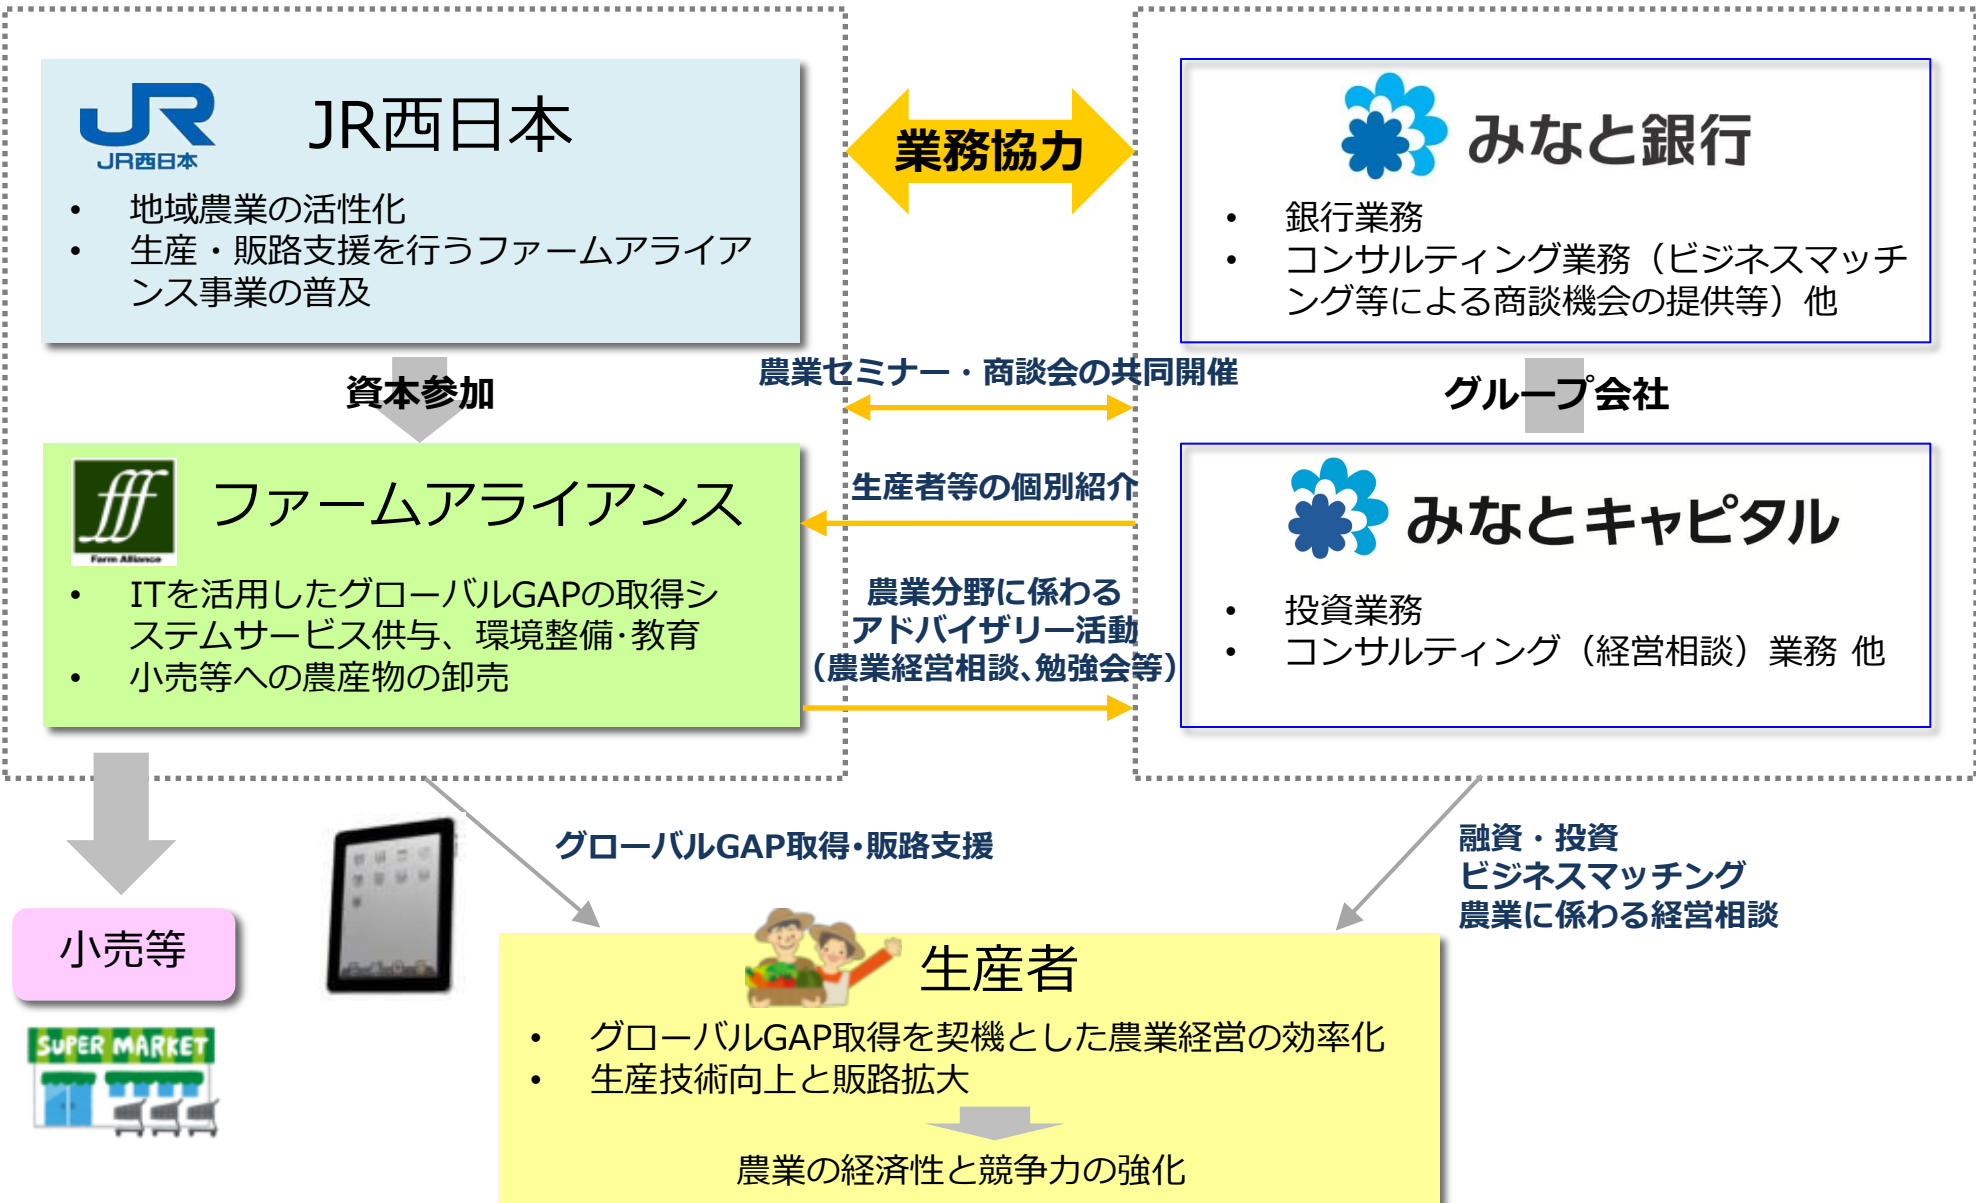 JR西日本
JR西日本
• 地域農業の活性化
• 生産・販路支援を行うファームアライア
ンス事業の普及
業務協力
みなと銀行
• 銀行業務
• コンサルティング業務（ビジネスマッチ
ング等による商談機会の提供等）他
資本参加
農業セミナー・商談会の共同開催
グループ会社
fff
Farm Alliance
ファームアライアンス
• ITを活用したグローバルGAPの取得シ
ステムサービス供与、環境整備･教育
• 小売等への農産物の卸売
生産者等の個別紹介
農業分野に係わる
アドバイザリー活動
（農業経営相談､勉強会等）
みなとキャピタル
• 投資業務
• コンサルティング（経営相談）業務 他
グローバルGAP取得･販路支援
融資・投資
ビジネスマッチング
農業に係わる経営相談
小売等
SUPER MARKET
生産者
• グローバルGAP取得を契機とした農業経営の効率化
• 生産技術向上と販路拡大
農業の経済性と競争力の強化